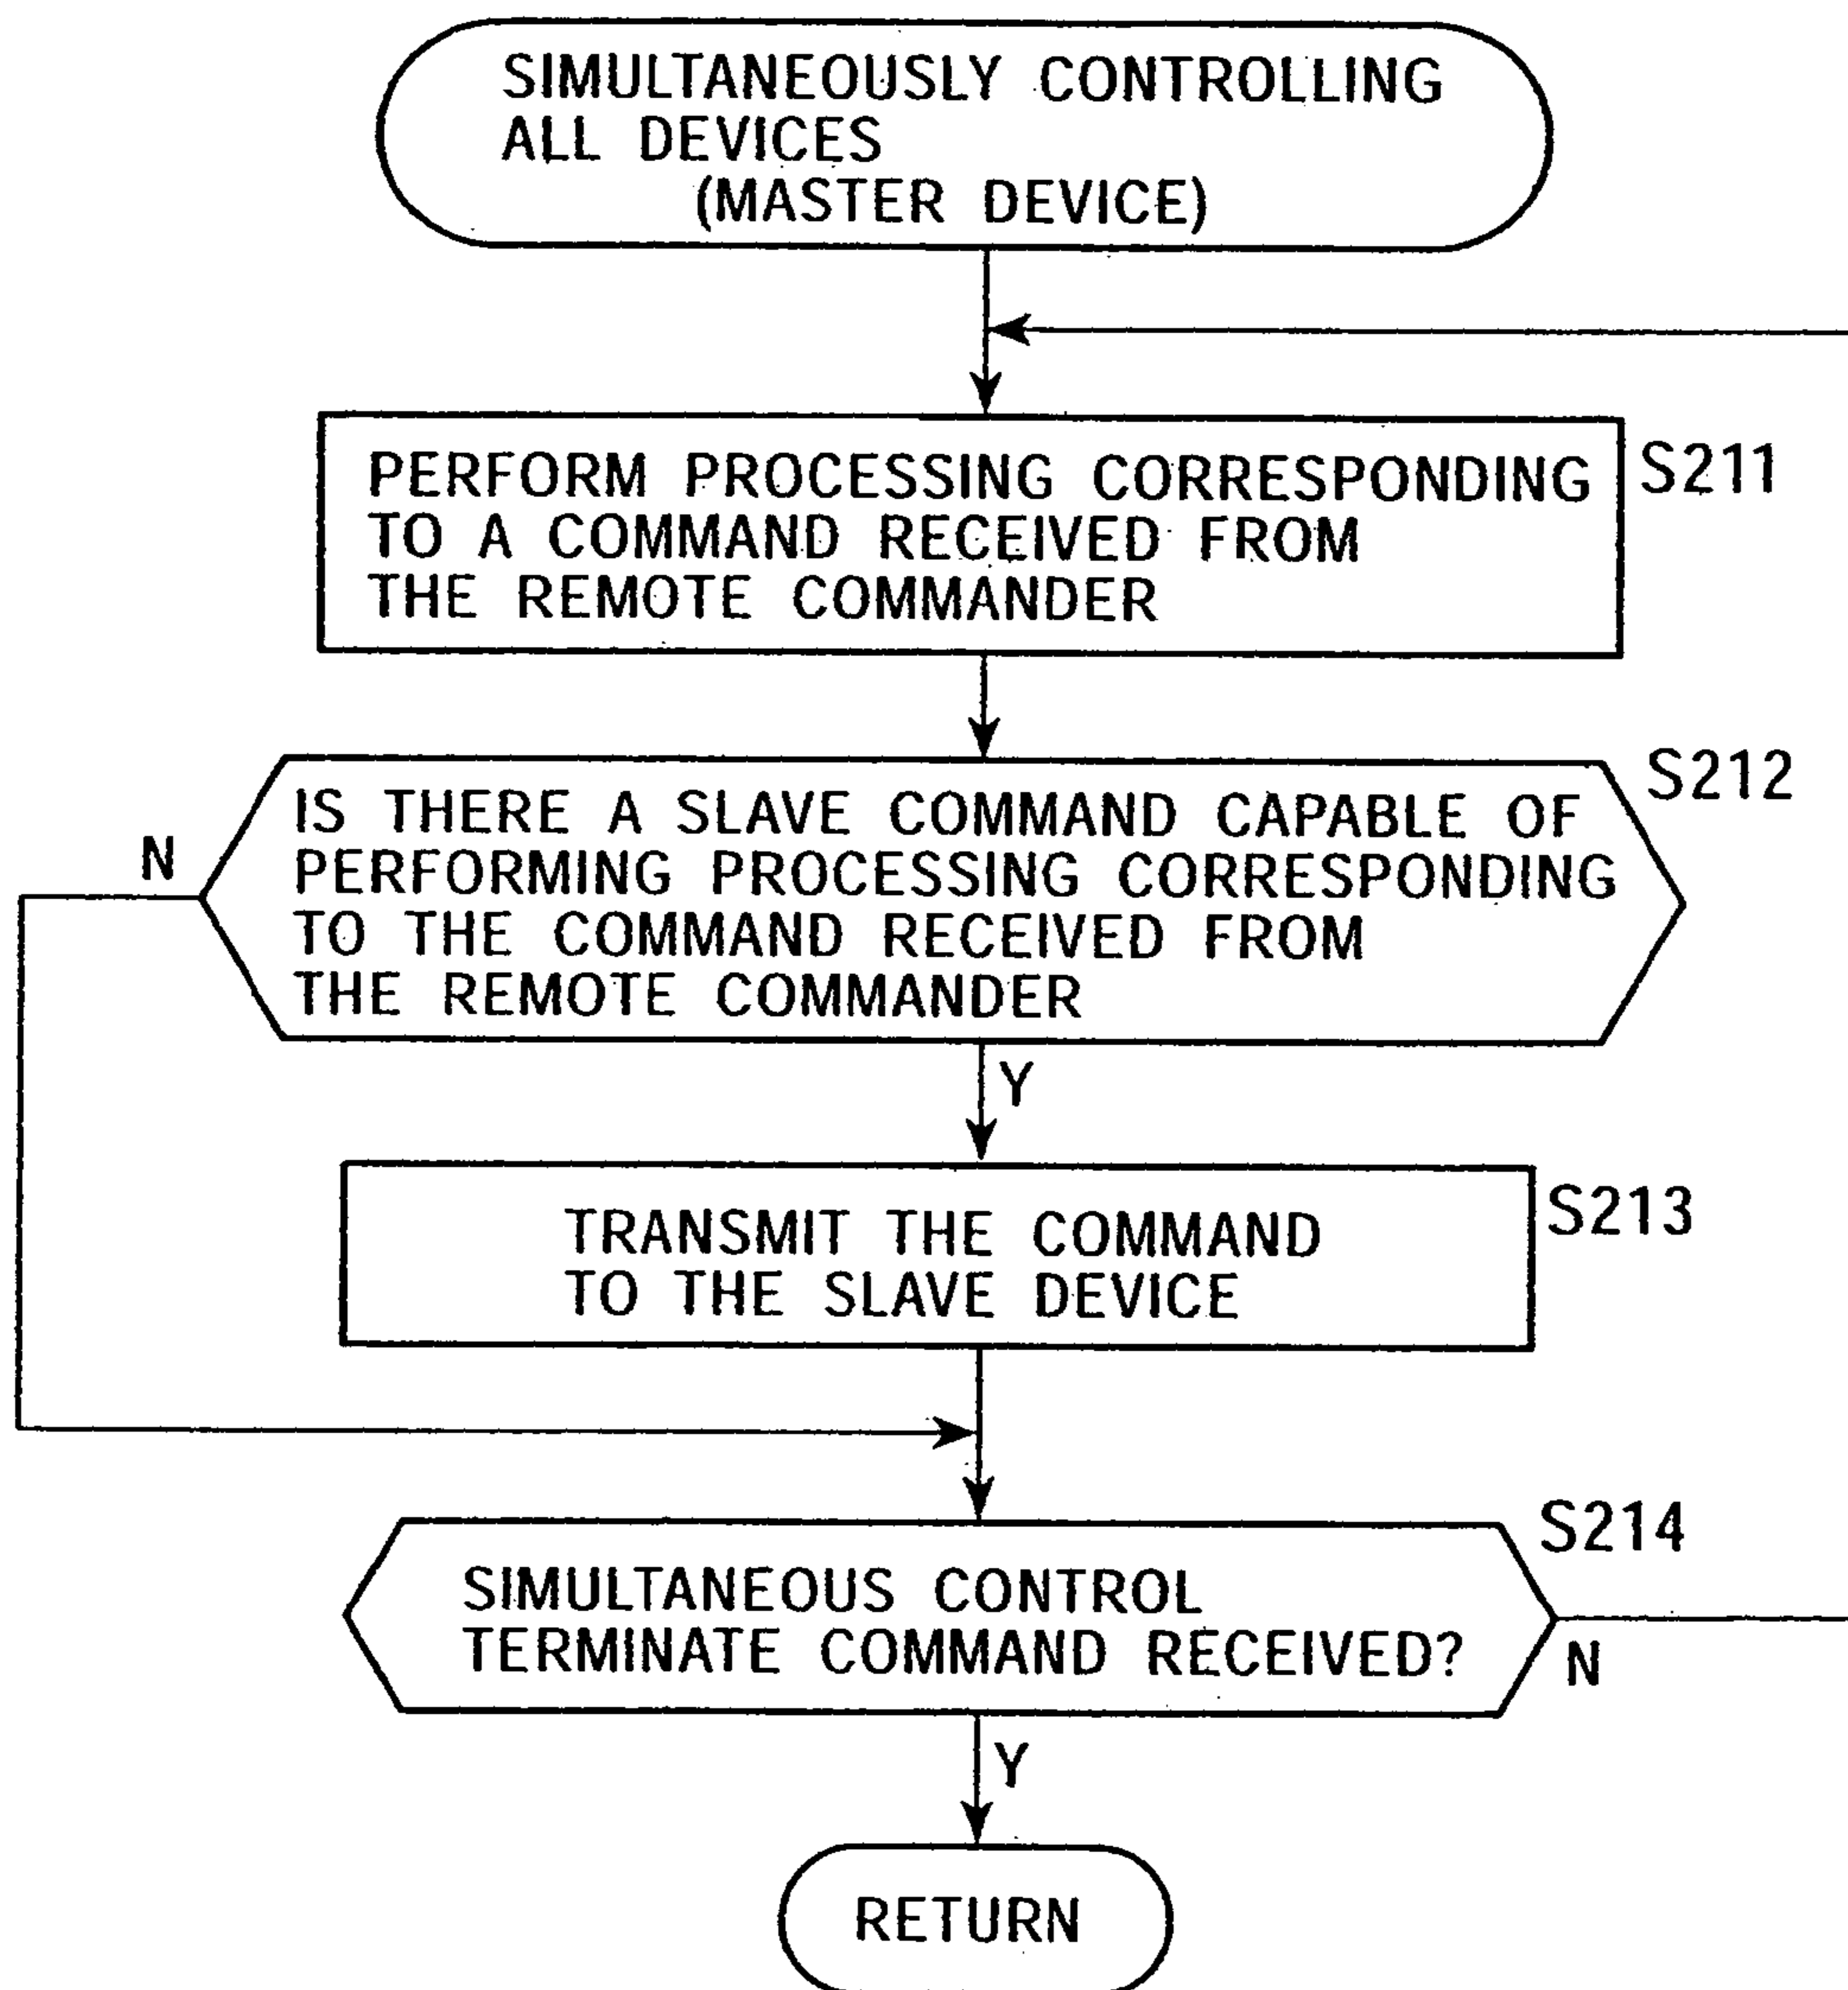 SIMULTANEOUSLY CONTROLLING
ALL DEVICES
(MASTER DEVICE)
PERFORM PROCESSING CORRESPONDING
TO A COMMAND RECEIVED FROM
THE REMOTE COMMANDER
S211
IS THERE A SLAVE COMMAND CAPABLE OF
PERFORMING PROCESSING CORRESPONDING
TO THE COMMAND RECEIVED FROM
THE REMOTE COMMANDER
S212
N
Y
TRANSMIT THE COMMAND
TO THE SLAVE DEVICE
S213
SIMULTANEOUS CONTROL
TERMINATE COMMAND RECEIVED?
S214
N
Y
RETURN